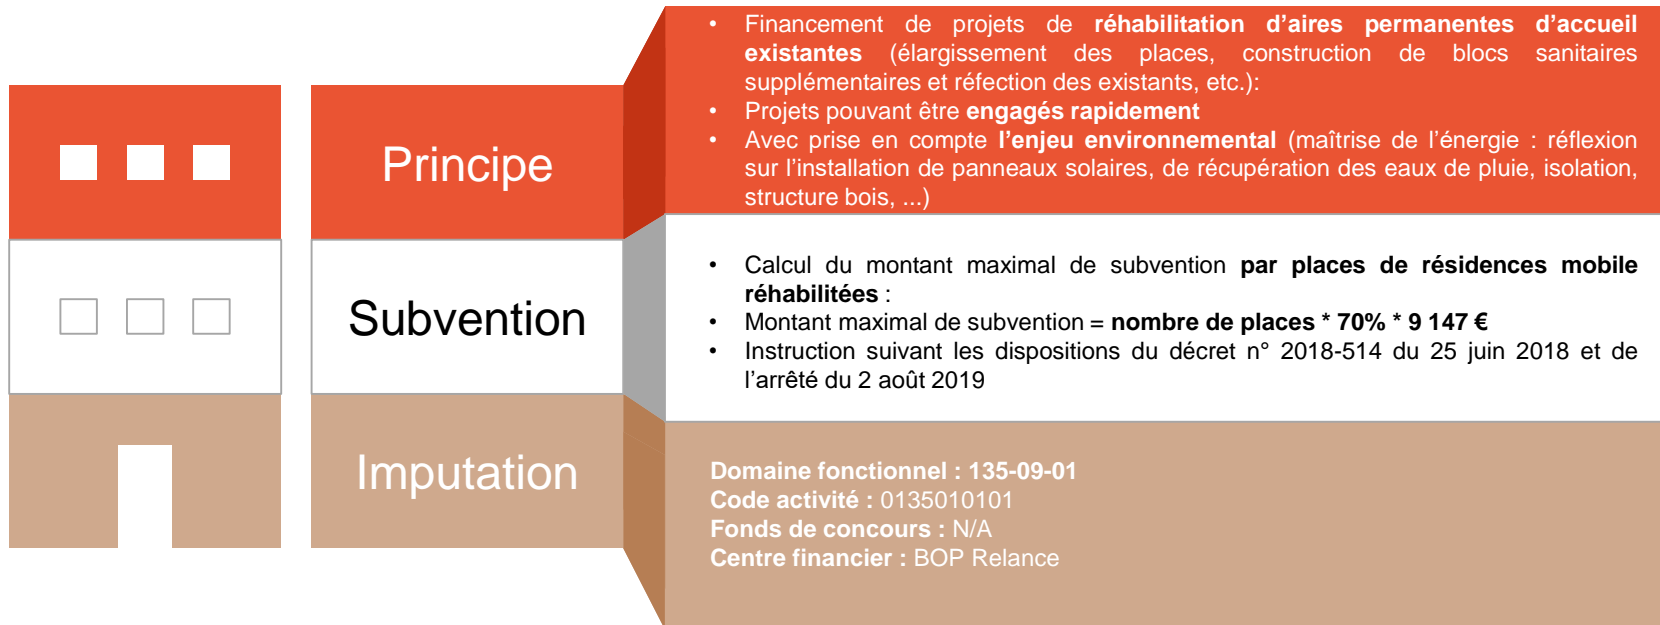 Principe
• Financement de projets de réhabilitation d’aires permanentes d’accueil
existantes (élargissement des places, construction de blocs sanitaires
supplémentaires et réfection des existants, etc.):
• Projets pouvant être engagés rapidement
• Avec prise en compte l’enjeu environnemental (maîtrise de l’énergie : réflexion
sur l’installation de panneaux solaires, de récupération des eaux de pluie, isolation,
structure bois, ...)
Subvention
• Calcul du montant maximal de subvention par places de résidences mobile
réhabilitées :
• Montant maximal de subvention = nombre de places * 70% * 9 147 €
• Instruction suivant les dispositions du décret n° 2018-514 du 25 juin 2018 et de
l’arrêté du 2 août 2019
Imputation
Domaine fonctionnel : 135-09-01
Code activité : 0135010101
Fonds de concours : N/A
Centre financier : BOP Relance